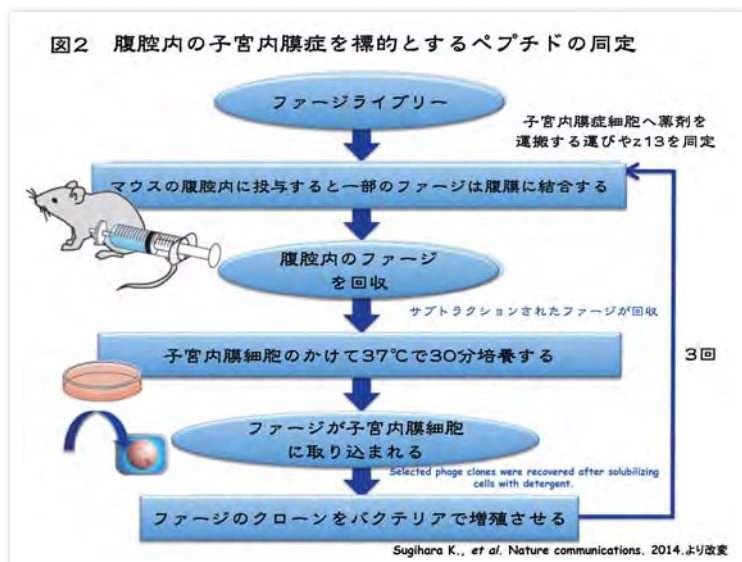 図2 腹腔内の子宮内膜症を標的とするペプチドの同定
ファージライブリー
子宮内膜症細胞へ薬剤を
運搬する運びやz13を同定
マウスの腹腔内に投与すると一部のファージは腹膜に結合する
腹腔内のファージ
を回収
サブトラクションされたファージが回収
子宮内膜細胞のかけて37℃で30分培養する
3回
ファージが子宮内膜細胞
に取り込まれる
Selected phage clones were recovered after solubilizing
cells with detergent.
ファージのクローンをバクテリアで増殖させる
Sugihara K., et al. Nature communications. 2014.より改変